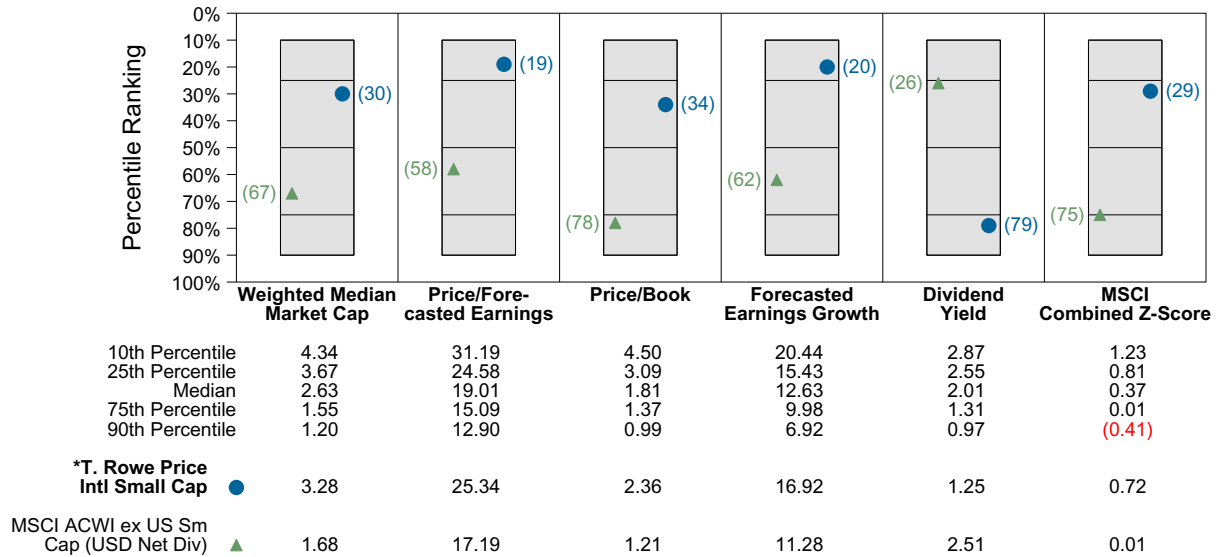 Percentile Ranking
0%
10%
20%
30%
40%
50%
60%
70%
80%
90%
100%
(30)
(67)
(19)
(58)
(34)
(78)
(20)
(62)
(26)
(79)
(29)
(75)
Weighted Median
Market Cap
Price/Fore-
casted Earnings
Price/Book
Forecasted
Earnings Growth
Dividend
Yield
MSCI
Combined Z-Score
10th Percentile 4.34 31.19 4.50 20.44 2.87 1.23
25th Percentile 3.67 24.58 3.09 15.43 2.55 0.81
Median 2.63 19.01 1.81 12.63 2.01 0.37
75th Percentile 1.55 15.09 1.37 9.98 1.31 0.01
90th Percentile 1.20 12.90 0.99 6.92 0.97 (0.41)
*T. Rowe Price
Intl Small Cap 3.28 25.34 2.36 16.92 1.25 0.72
MSCI ACWI ex US Sm
Cap (USD Net Div) 1.68 17.19 1.21 11.28 2.51 0.01